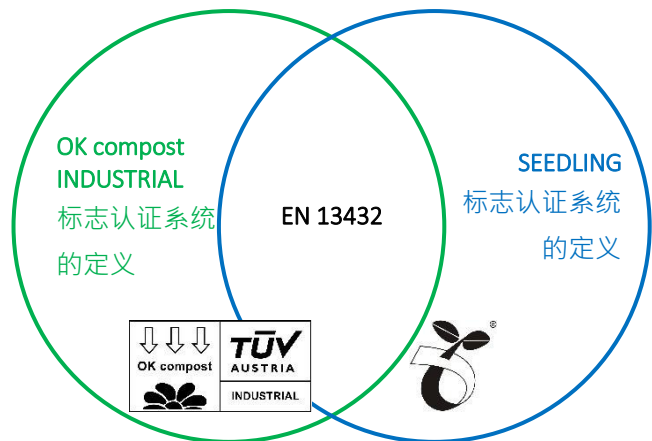 OK compost
INDUSTRIAL
标志认证系统
的定义
EN 13432
SEEDLING
标志认证系统
的定义
OK compost
TÜV
AUSTRIA
INDUSTRIAL
®